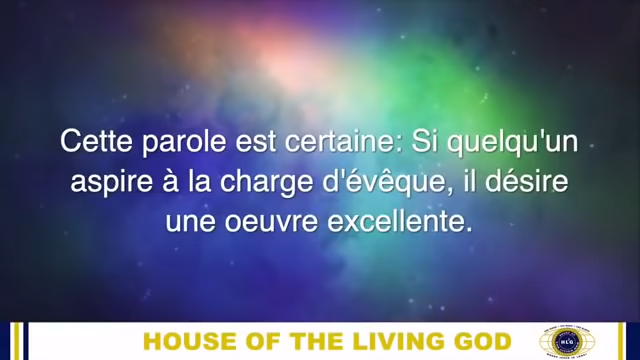 Cette parole est certaine: Si quelqu'un
aspire à la charge d'évêque, il désire
une oeuvre excellente.
HOUSE OF THE LIVING GOD
HLG